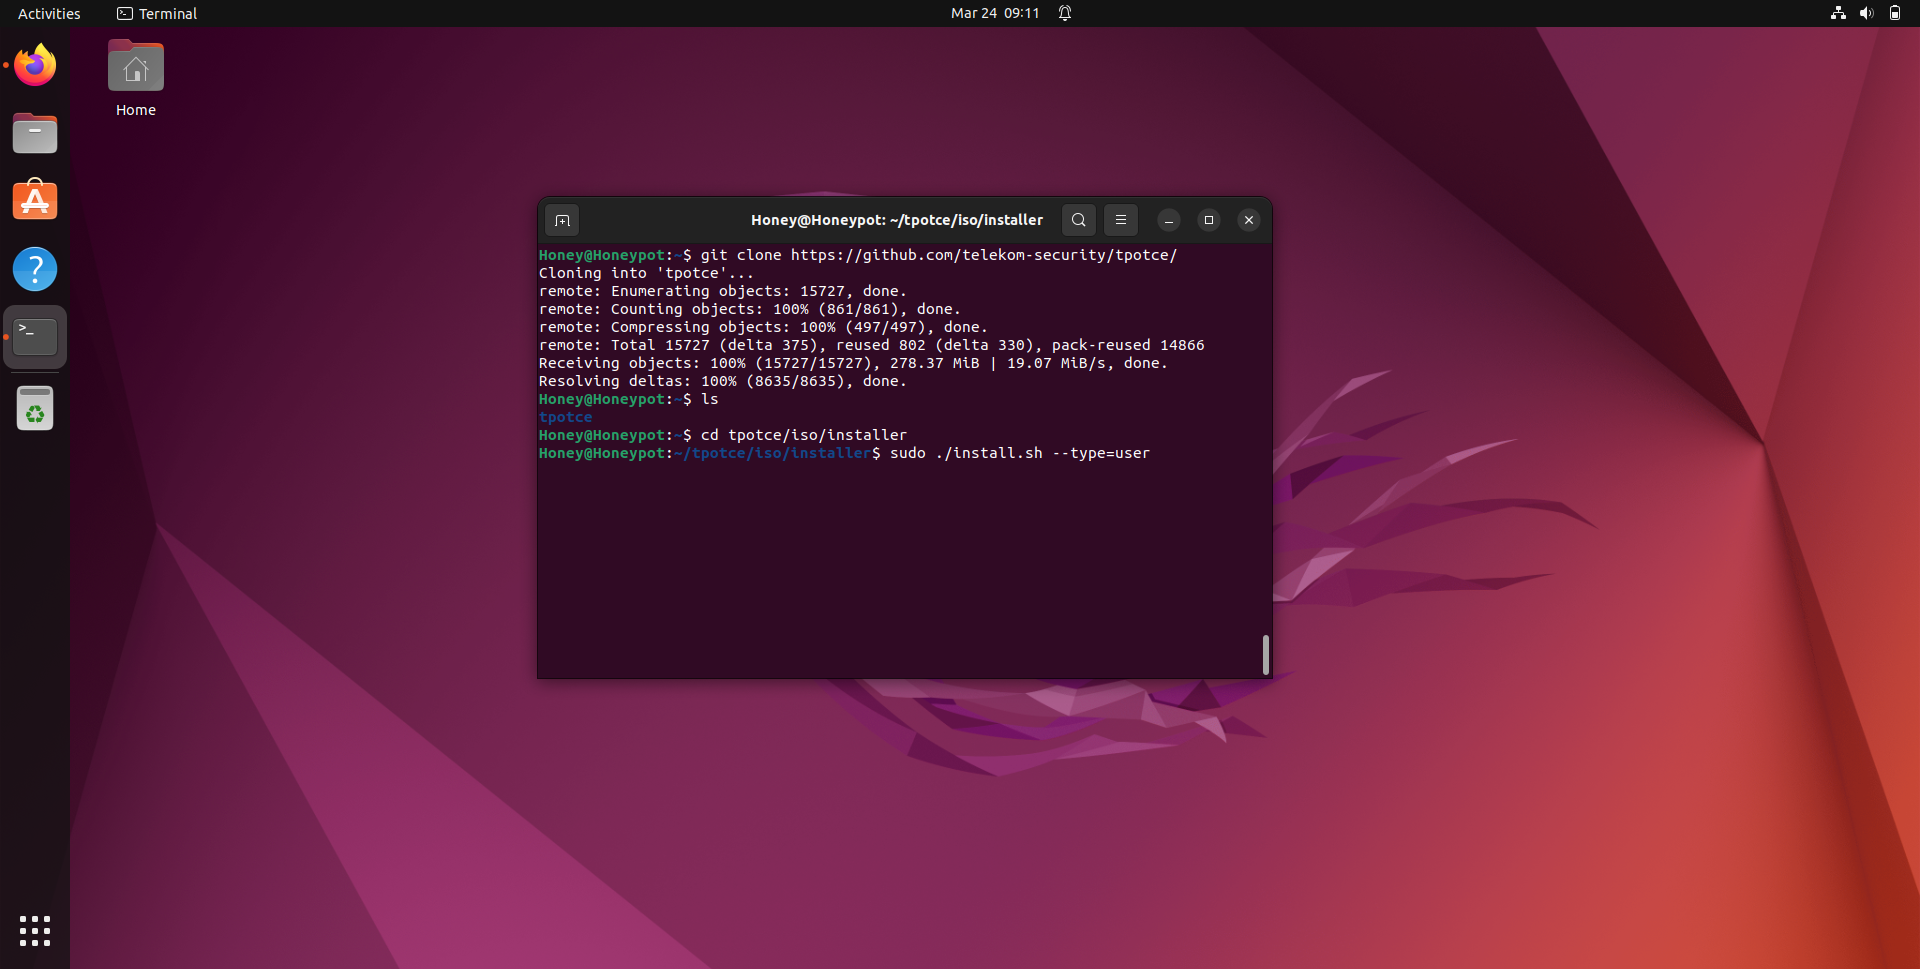 Activities
Terminal
Mar 24 09:11
Home
Honey@Honeypot: ~/tpotce/iso/installer
Honey@Honeypot:~$ git clone https://github.com/telekom-security/tpotce/
Cloning into 'tpotce'...
remote: Enumerating objects: 15727, done.
remote: Counting objects: 100% (861/861), done.
remote: Compressing objects: 100% (497/497), done.
remote: Total 15727 (delta 375), reused 802 (delta 330), pack-reused 14866
Receiving objects: 100% (15727/15727), 278.37 MiB | 19.07 MiB/s, done.
Resolving deltas: 100% (8635/8635), done.
Honey@Honeypot:~$ ls
tpotce
Honey@Honeypot:~$ cd tpotce/iso/installer
Honey@Honeypot:~/tpotce/iso/installer$ sudo ./install.sh --type=user